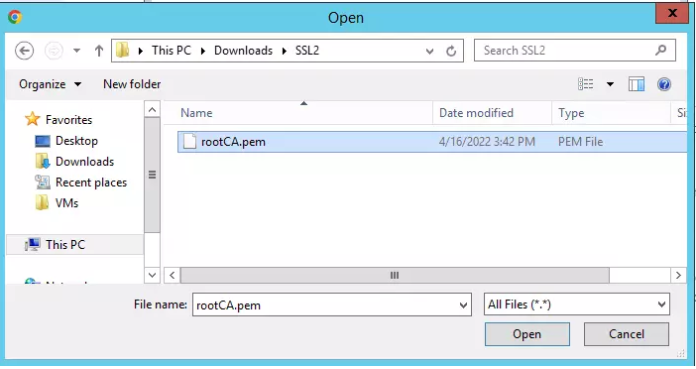 Open
x
This PC Downloads SSL2
Search SSL2
Organize New folder
Favorites
Desktop
Downloads
Recent places
VMs
This PC
Name Date modified Type
rootCA.pem 4/16/2022 3:42 PM PEM File
File name: rootCA.pem
All Files (*.*)
Open Cancel